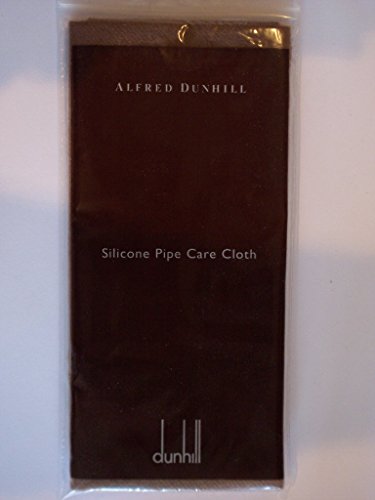 ALFRED DUNHILL
Silicone Pipe Care Cloth
dunhill